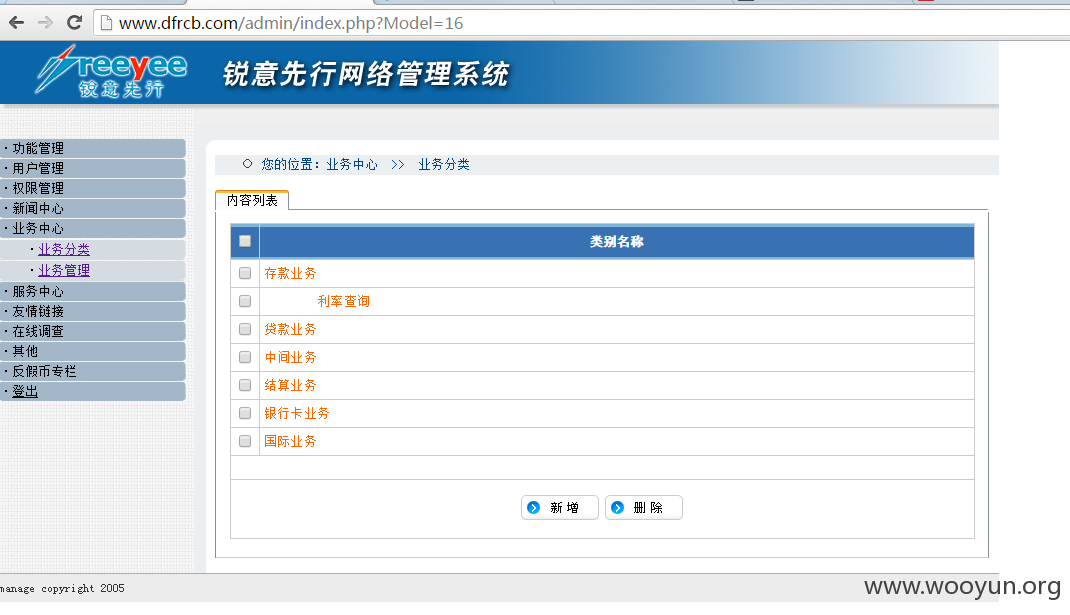 www.dfrcb.com/admin/index.php?Model=16
reeyee
锐意先行
锐意先行网络管理系统
·功能管理
·用户管理
·权限管理
·新闻中心
·业务中心
·业务分类
·业务管理
·服务中心
·友情链接
·在线调查
·其他
·反假币专栏
·登出
您的位置：业务中心 >> 业务分类
内容列表
类别名称
存款业务
利率查询
贷款业务
中间业务
结算业务
银行卡业务
国际业务
新增 删除
manage copyright 2005
www.wooyun.org